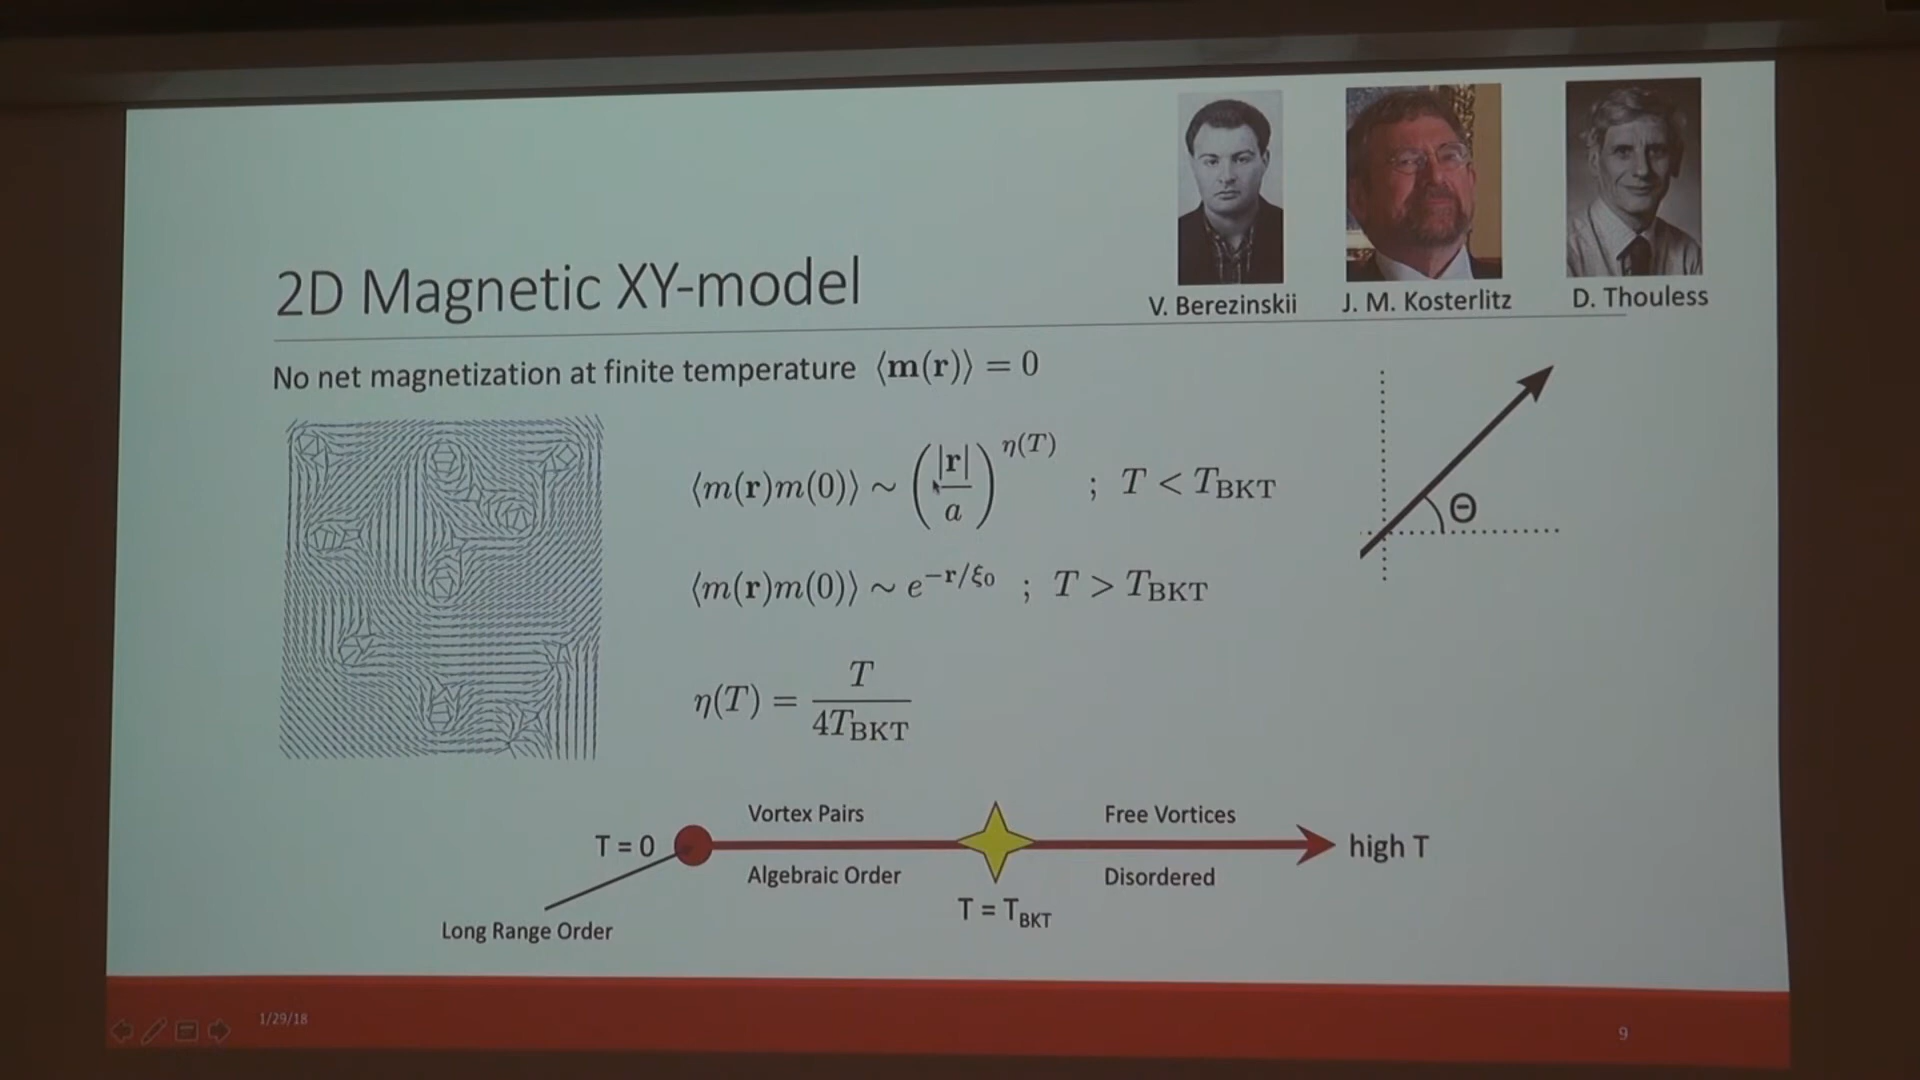 V. Berezinskii
J. M. Kosterlitz
D. Thouless
2D Magnetic XY-model
No net magnetization at finite temperature ⟨m(r)⟩ = 0
⟨m(r)m(0)⟩ ∼ (|r|/a)^η(T) ; T < T_BKT
Θ
⟨m(r)m(0)⟩ ∼ e^−r/ξ₀ ; T > T_BKT
η(T) = T/4T_BKT
Vortex Pairs
Free Vortices
T = 0
high T
Algebraic Order
Disordered
T = T_BKT
Long Range Order
1/29/18
9